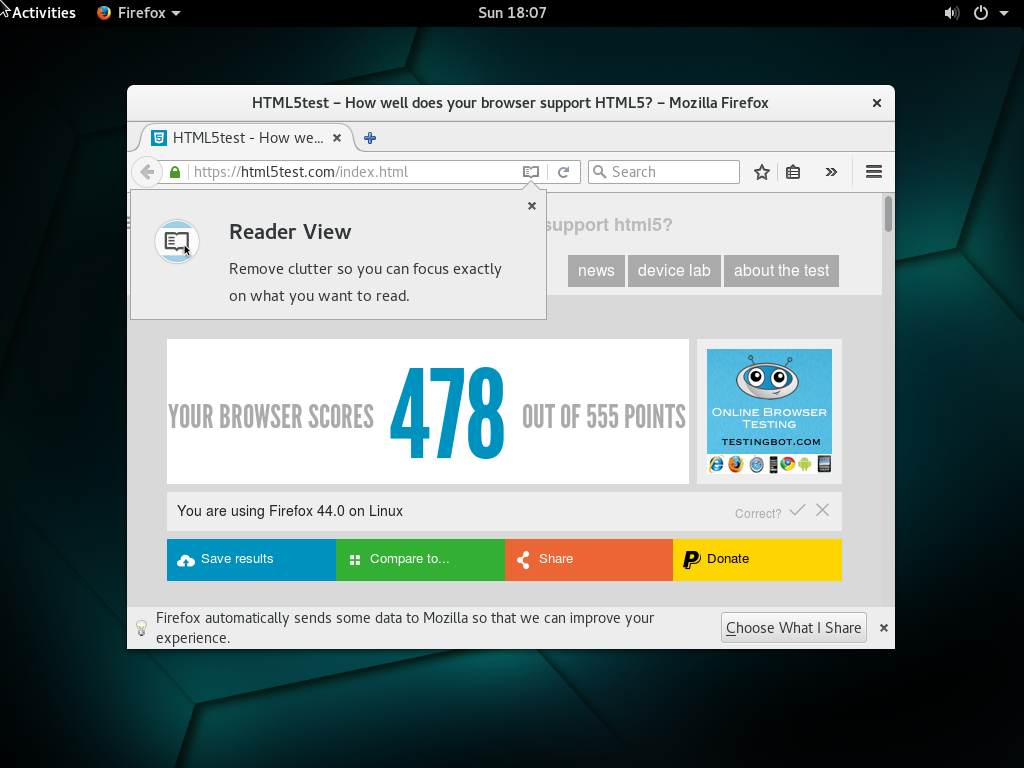 Activities
Firefox
Sun 18:07
HTML5test – How well does your browser support HTML5? – Mozilla Firefox
HTML5test - How we...
https://html5test.com/index.html
Search
support html5?
Reader View
Remove clutter so you can focus exactly
on what you want to read.
news
device lab
about the test
YOUR BROWSER SCORES 478 OUT OF 555 POINTS
ONLINE BROWSER
TESTING
TESTINGBOT.COM
You are using Firefox 44.0 on Linux
Correct?
Save results
Compare to...
Share
Donate
Firefox automatically sends some data to Mozilla so that we can improve your
experience.
Choose What I Share